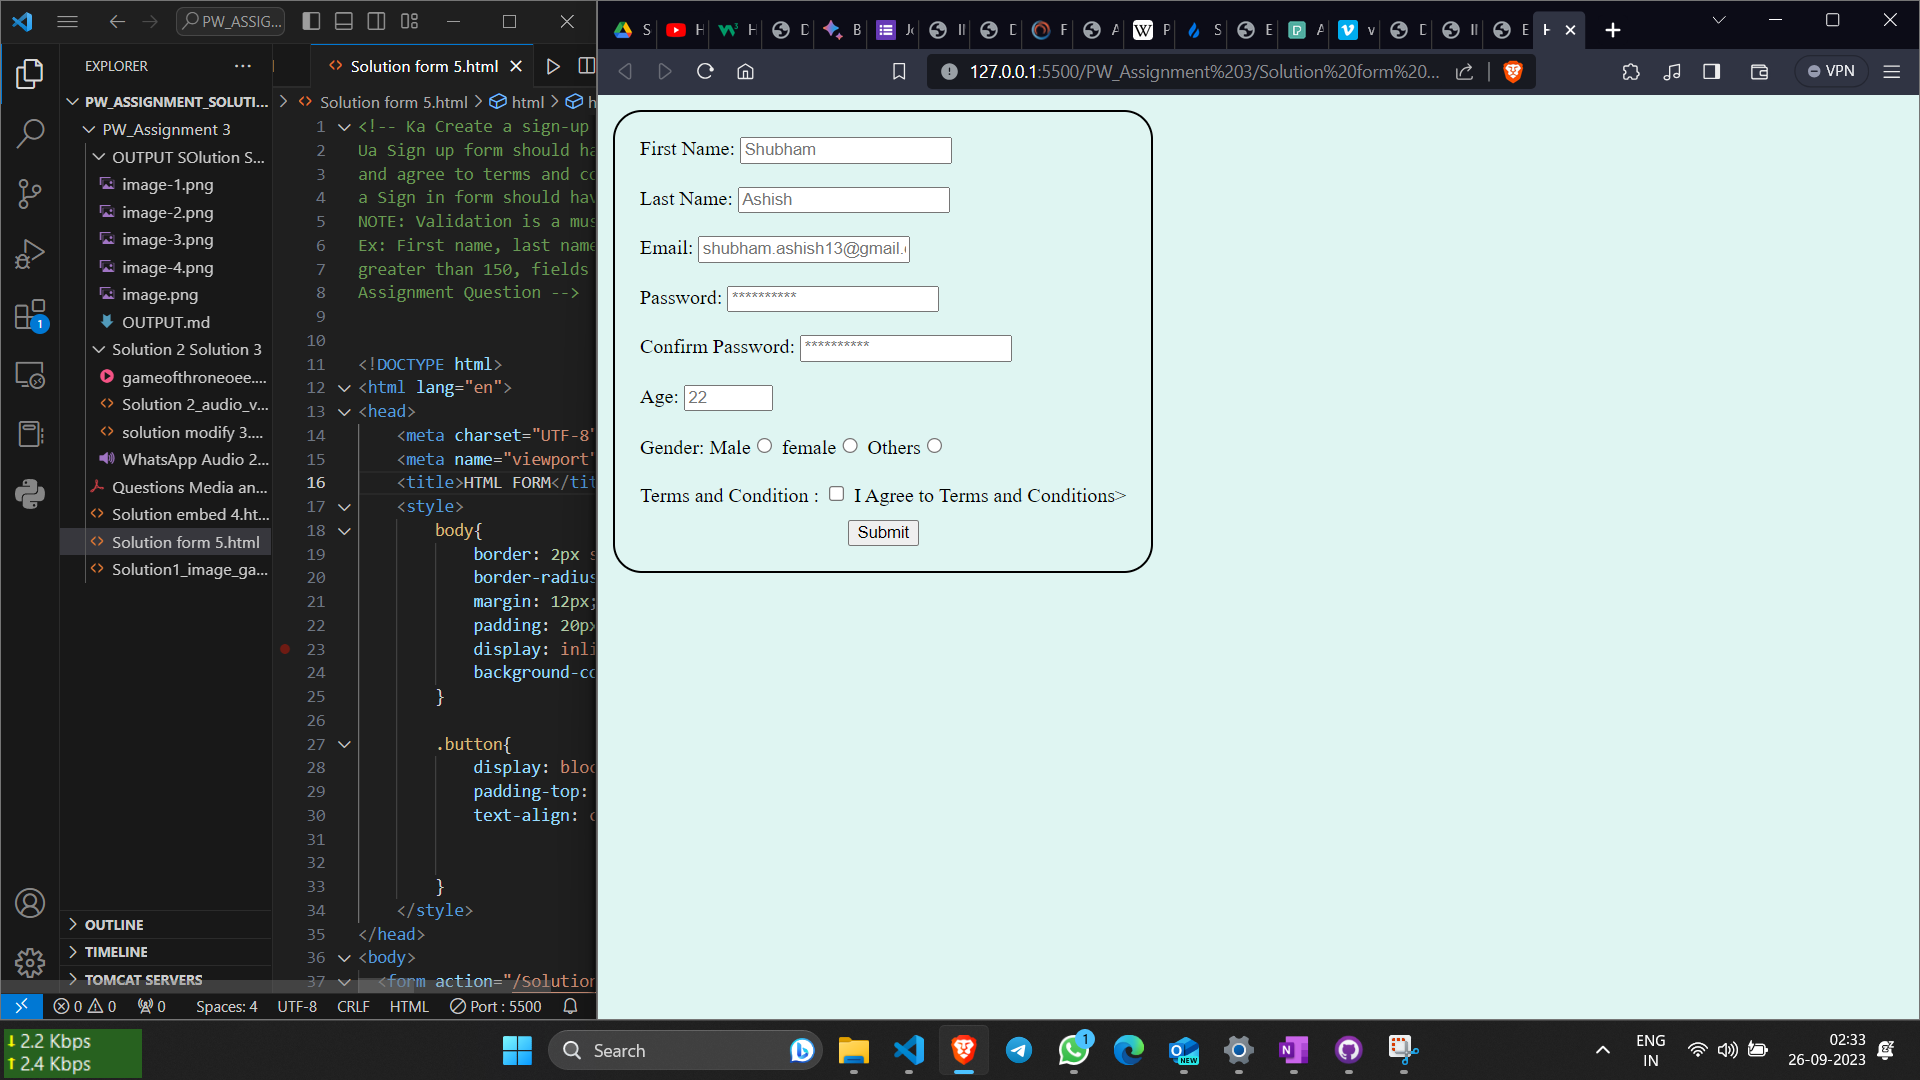 PW_ASSIG...
EXPLORER
Solution form 5.html
PW_ASSIGNMENT_SOLUTI...
PW_Assignment 3
OUTPUT SOlution S...
image-1.png
image-2.png
image-3.png
image-4.png
image.png
OUTPUT.md
Solution 2 Solution 3
gameofthroneoee....
Solution 2_audio_v...
solution modify 3....
WhatsApp Audio 2...
Questions Media an...
Solution embed 4.ht...
Solution form 5.html
Solution1_image_ga...
OUTLINE
TIMELINE
TOMCAT SERVERS
1
Solution form 5.html > html > h
1 <!-- Ka Create a sign-up
2 Ua Sign up form should ha
3 and agree to terms and co
4 a Sign in form should hav
5 NOTE: Validation is a mus
6 Ex: First name, last name
7 greater than 150, fields
8 Assignment Question -->
9
10
11 <!DOCTYPE html>
12 <html lang="en">
13 <head>
14 <meta charset="UTF-8"
15 <meta name="viewport"
16 <title>HTML FORM</tit
17 <style>
18 body{
19 border: 2px s
20 border-radius
21 margin: 12px;
22 padding: 20px
23 display: inli
24 background-co
25 }
26
27 .button{
28 display: bloc
29 padding-top:
30 text-align: c
31
32
33 }
34 </style>
35 </head>
36 <body>
37 <form action="/Solution
0 0 0 Spaces: 4 UTF-8 CRLF HTML Port : 5500
S H H D B Jo II D F A P S E A v D II E H
127.0.0.1:5500/PW_Assignment%203/Solution%20form%20...
VPN
First Name: Shubham
Last Name: Ashish
Email: shubham.ashish13@gmail.
Password: **********
Confirm Password: **********
Age: 22
Gender: Male female Others
Terms and Condition : I Agree to Terms and Conditions>
Submit
2.2 Kbps
2.4 Kbps
Search
1
NEW
ENG
IN
02:33
26-09-2023